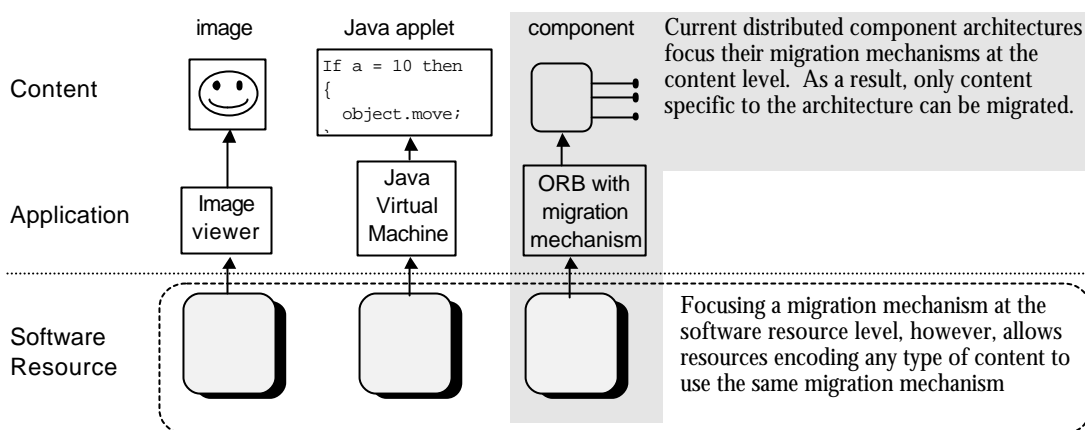 image
Java applet
component
Current distributed component architectures
focus their migration mechanisms at the
content level. As a result, only content
specific to the architecture can be migrated.
Content
If a = 10 then
{
object.move;
}
Application
Image
viewer
Java
Virtual
Machine
ORB with
migration
mechanism
Software
Resource
Focusing a migration mechanism at the
software resource level, however, allows
resources encoding any type of content to
use the same migration mechanism